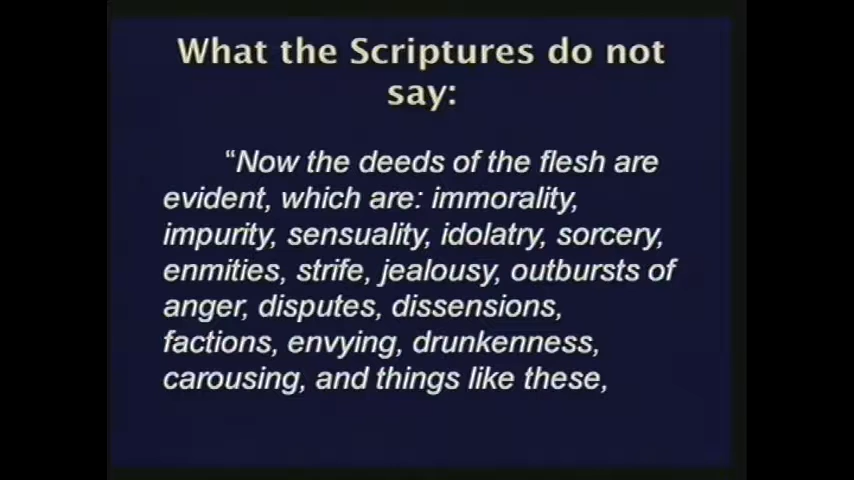 What the Scriptures do not
say:
“Now the deeds of the flesh are
evident, which are: immorality,
impurity, sensuality, idolatry, sorcery,
enmities, strife, jealousy, outbursts of
anger, disputes, dissensions,
factions, envying, drunkenness,
carousing, and things like these,